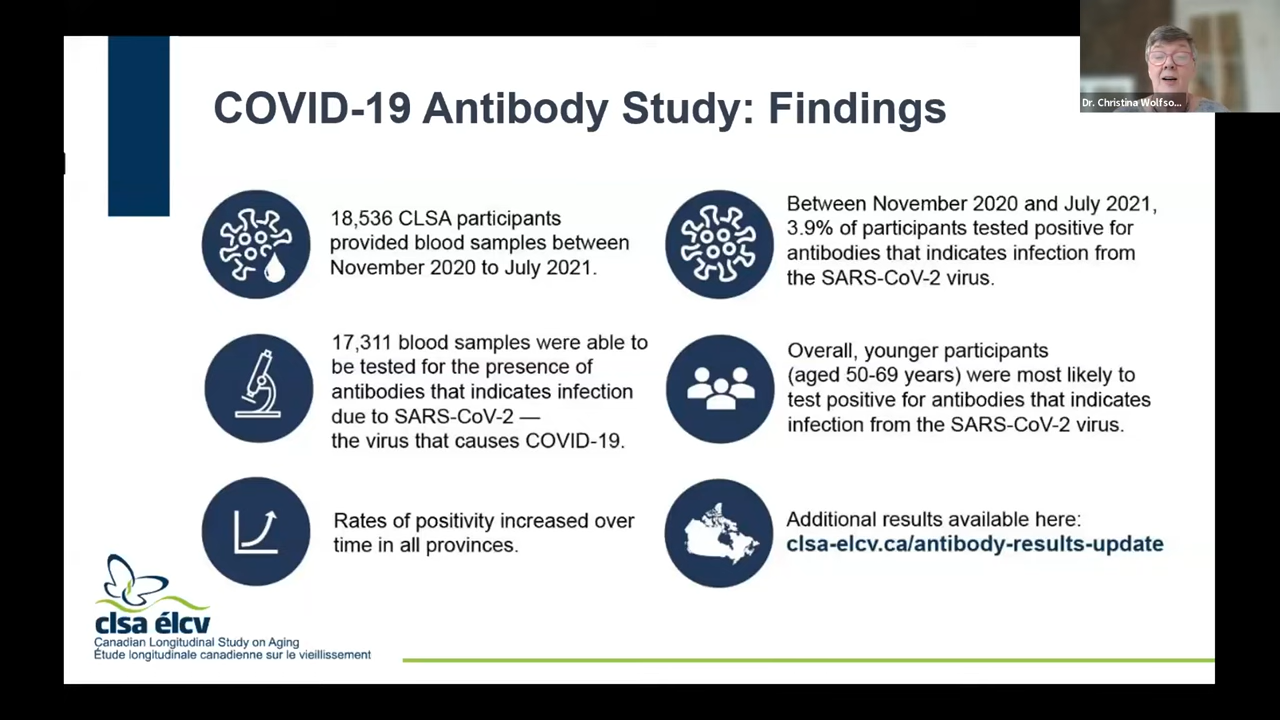 COVID-19 Antibody Study: Findings
Dr. Christina Wolfso...
18,536 CLSA participants
provided blood samples between
November 2020 to July 2021.
Between November 2020 and July 2021,
3.9% of participants tested positive for
antibodies that indicates infection from
the SARS-CoV-2 virus.
17,311 blood samples were able to
be tested for the presence of
antibodies that indicates infection
due to SARS-CoV-2 —
the virus that causes COVID-19.
Overall, younger participants
(aged 50-69 years) were most likely to
test positive for antibodies that indicates
infection from the SARS-CoV-2 virus.
Rates of positivity increased over
time in all provinces.
Additional results available here:
clsa-elcv.ca/antibody-results-update
clsa élcv
Canadian Longitudinal Study on Aging
Étude longitudinale canadienne sur le vieillissement